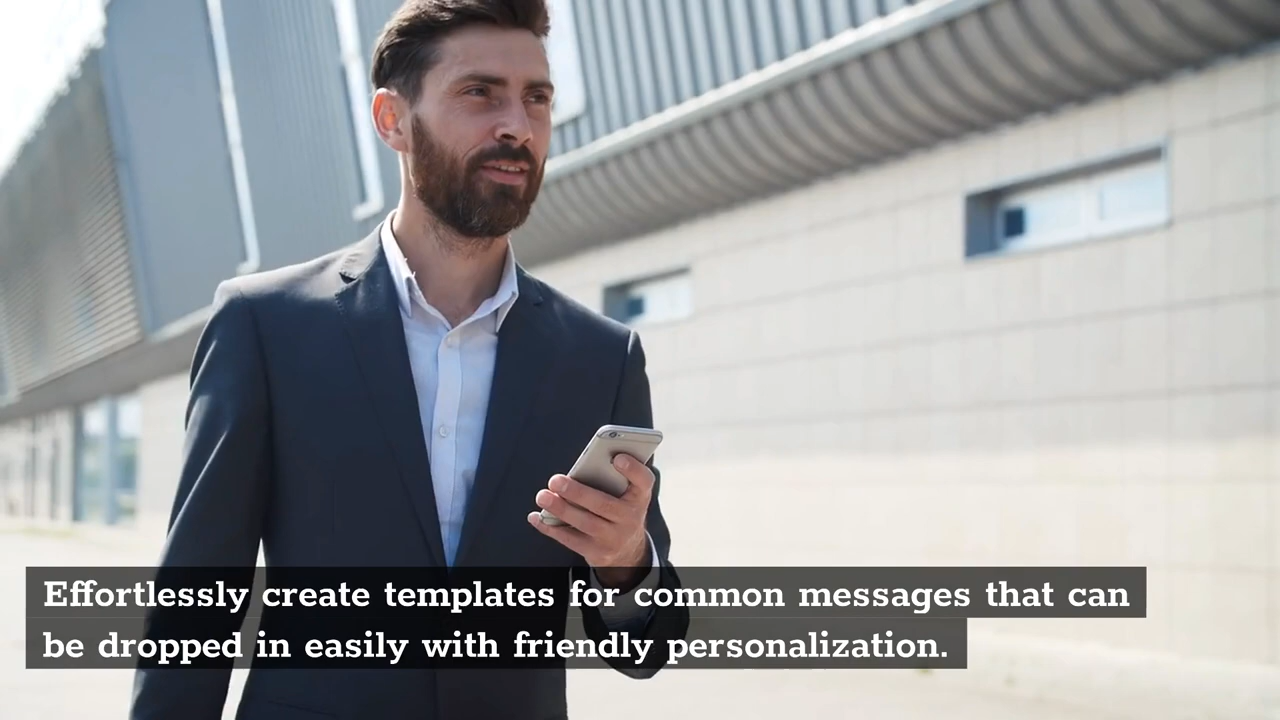 Effortlessly create templates for common messages that can
be dropped in easily with friendly personalization.